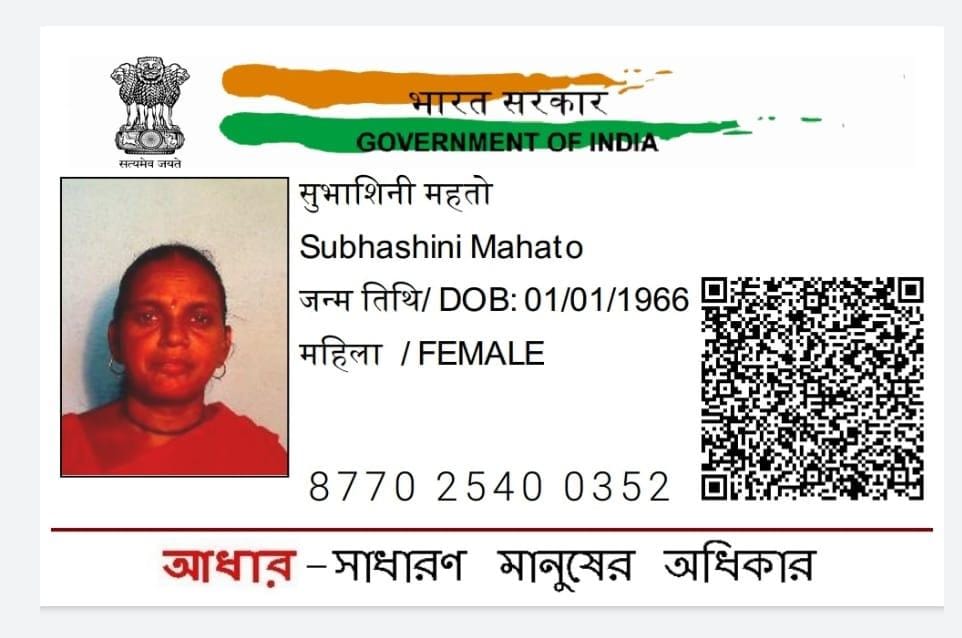 भारत सरकार
GOVERNMENT OF INDIA
सत्यमेव जयते
सुभाशिनी महतो
Subhashini Mahato
जन्म तिथि/ DOB: 01/01/1966
महिला / FEMALE
8770 2540 0352
আধার –সাধারণ মানুষের অধিকার